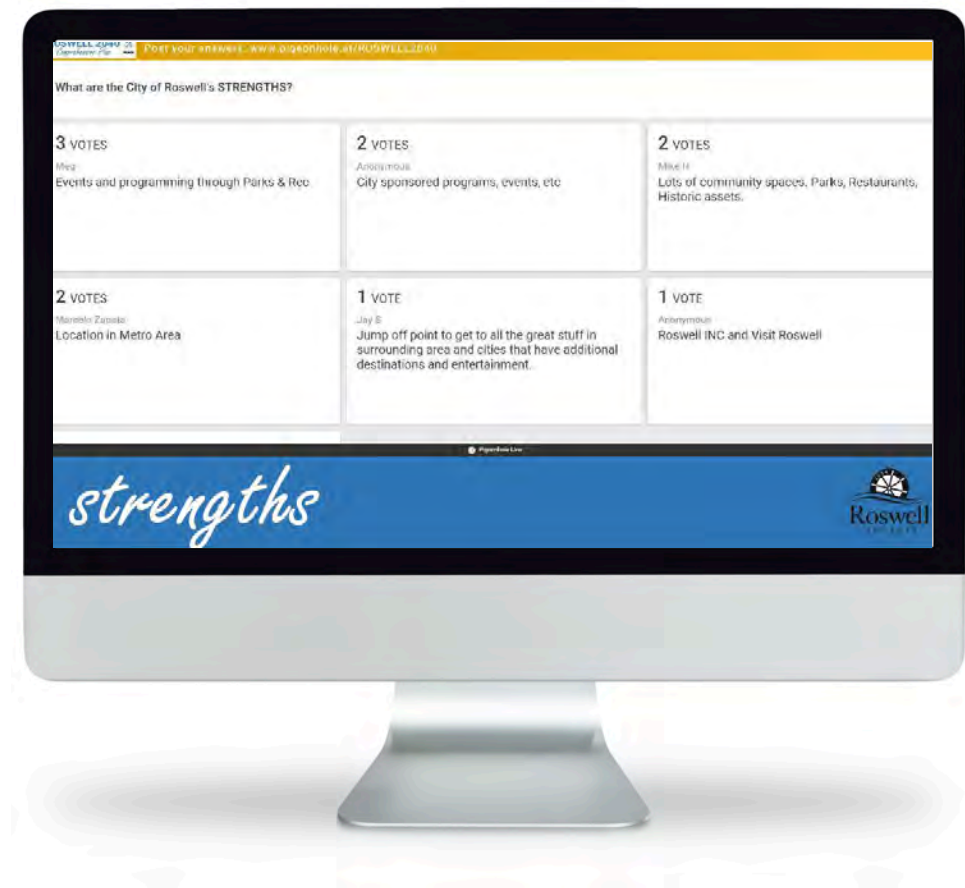 ROSWELL 2040
Comprehensive Plan
Post your answers: www.pigeonhole.at/ROSWELL2040
What are the City of Roswell's STRENGTHS?
3 VOTES
Meg
Events and programming through Parks & Rec
2 VOTES
Anonymous
City sponsored programs, events, etc
2 VOTES
Mike H
Lots of community spaces, Parks, Restaurants,
Historic assets.
2 VOTES
Marcelo Zapata
Location in Metro Area
1 VOTE
Jay S
Jump off point to get to all the great stuff in
surrounding area and cities that have additional
destinations and entertainment.
1 VOTE
Anonymous
Roswell INC and Visit Roswell
Pigeonhole Live
strengths
Roswell